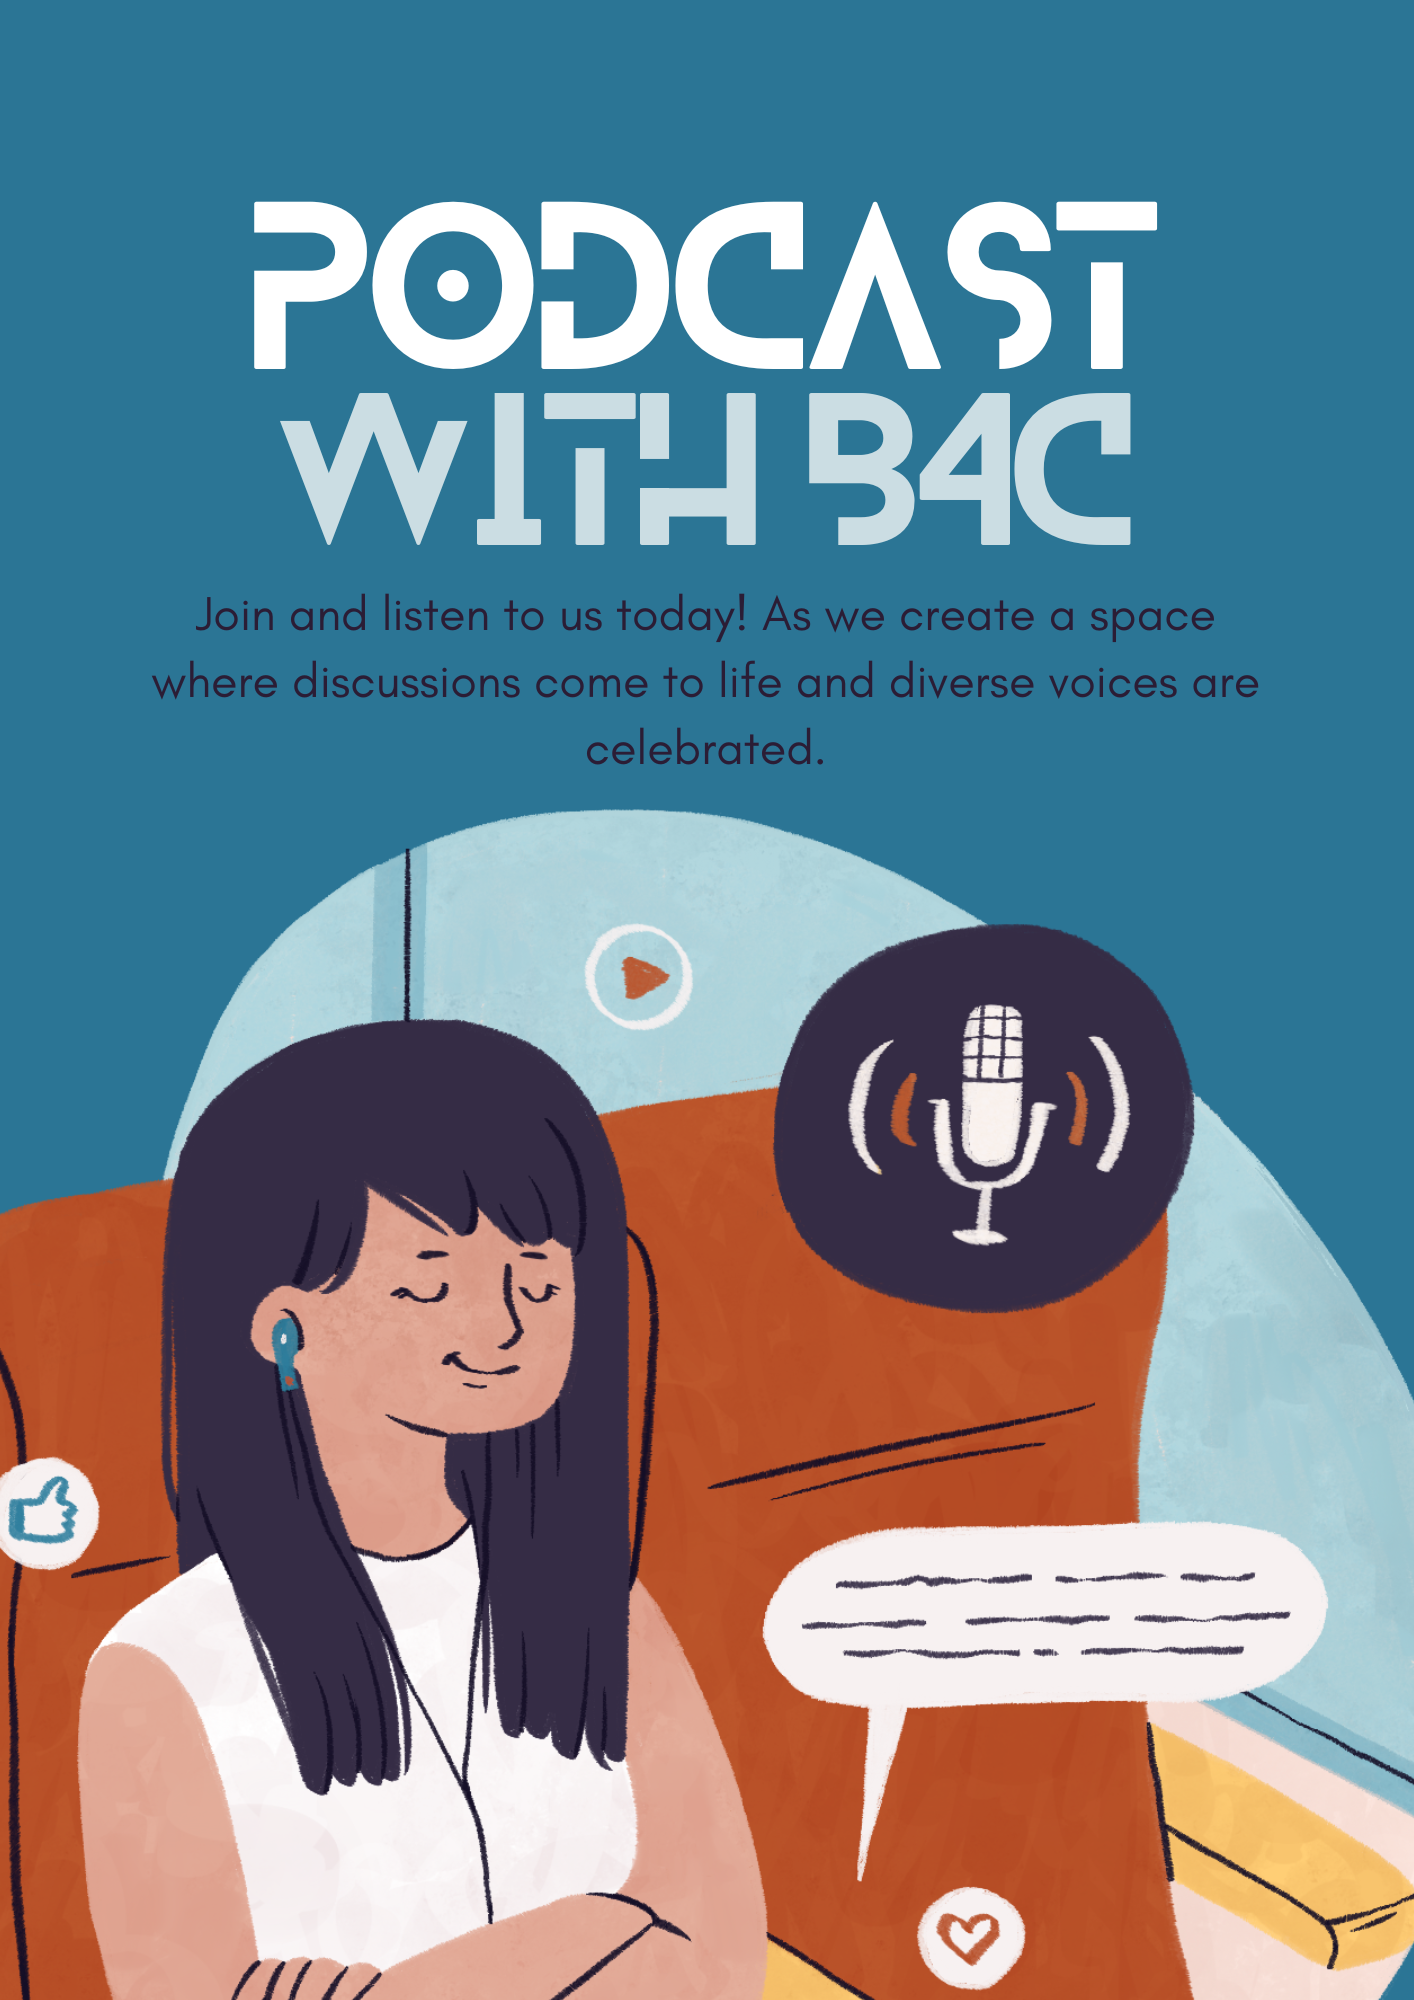 PODCAST
WITH B4C
Join and listen to us today! As we create a space
where discussions come to life and diverse voices are
celebrated.